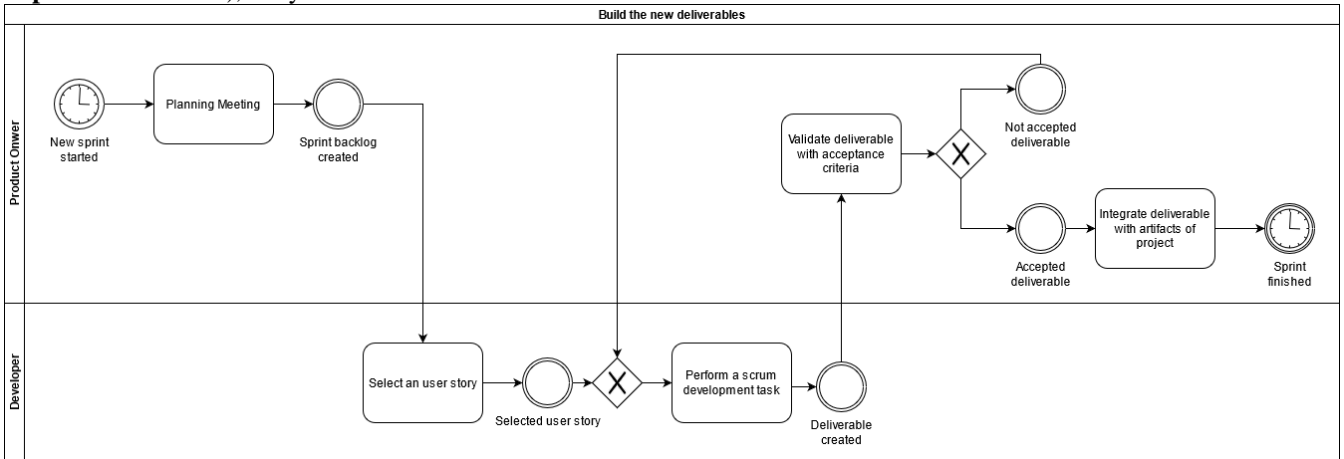 Build the new deliverables
Product Onwer
New sprint
started
Planning Meeting
Sprint backlog
created
Validate deliverable
with acceptance
criteria
X
Not accepted
deliverable
Accepted
deliverable
Integrate deliverable
with artifacts of
project
Sprint
finished
Developer
Select an user story
Selected user story
X
Perform a scrum
development task
Deliverable
created